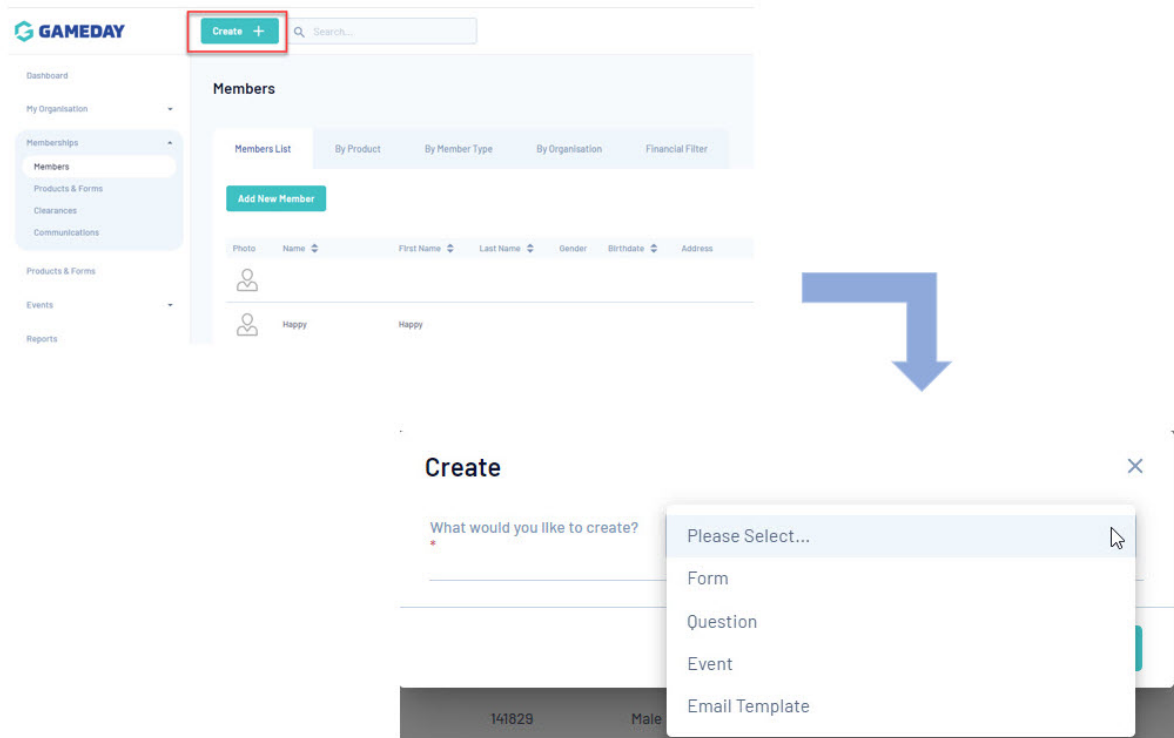 GAMEDAY
Create +
Search...
Dashboard
My Organisation
Memberships
Members
Products & Forms
Clearances
Communications
Products & Forms
Events
Reports
Members
Members List By Product By Member Type By Organisation Financial Filter
Add New Member
Photo Name First Name Last Name Gender Birthdate Address
Happy Happy
Create
What would you like to create?
*
Please Select...
Form
Question
Event
Email Template
141829 Male